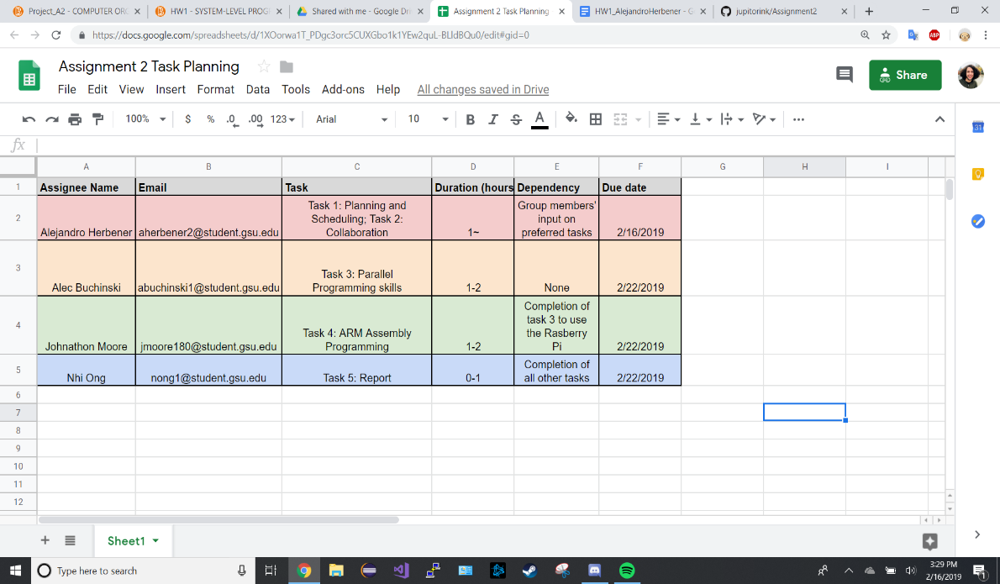 Project_A2 - COMPUTER ORG
HW1 - SYSTEM-LEVEL PROG
Shared with me - Google Dri
Assignment 2 Task Planning
HW1_AlejandroHerbener - G
jupitorink/Assignment2
https://docs.google.com/spreadsheets/d/1XOorwa1T_PDgc3orc5CUXGbo1k1YEw2quL-BLldBQu0/edit#gid=0
ABP
Assignment 2 Task Planning
File Edit View Insert Format Data Tools Add-ons Help All changes saved in Drive
Share
100% $ % .0 .00 123 Arial 10 B I S A
31
fx
A B C D E F G H I
1 Assignee Name Email Task Duration (hours Dependency Due date
2 Alejandro Herbener aherbener2@student.gsu.edu
Task 1: Planning and
Scheduling; Task 2:
Collaboration
1~
Group members'
input on
preferred tasks
2/16/2019
3 Alec Buchinski abuchinski1@student.gsu.edu
Task 3: Parallel
Programming skills
1-2 None 2/22/2019
4 Johnathon Moore jmoore180@student.gsu.edu
Task 4: ARM Assembly
Programming
1-2
Completion of
task 3 to use
the Rasberry
Pi
2/22/2019
5 Nhi Ong nong1@student.gsu.edu Task 5: Report 0-1
Completion of
all other tasks
2/22/2019
6
7
8
9
10
11
12
Sheet1
Type here to search
3:29 PM
2/16/2019
1